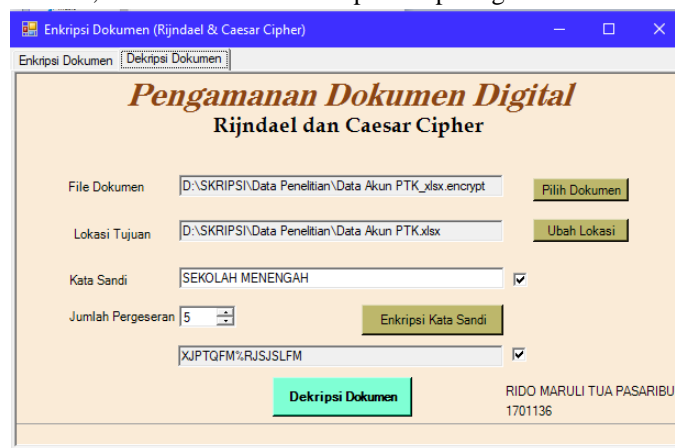 Enkripsi Dokumen (Rijndael & Caesar Cipher)
Enkripsi Dokumen Dekripsi Dokumen
Pengamanan Dokumen Digital
Rijndael dan Caesar Cipher
File Dokumen D:\SKRIPSI\Data Penelitian\Data Akun PTK_xlsx.encrypt Pilih Dokumen
Lokasi Tujuan D:\SKRIPSI\Data Penelitian\Data Akun PTK.xlsx Ubah Lokasi
Kata Sandi SEKOLAH MENENGAH
Jumlah Pergeseran 5 Enkripsi Kata Sandi
XJPTQFM%RJSJSLFM
Dekripsi Dokumen RIDO MARULI TUA PASARIBU
1701136